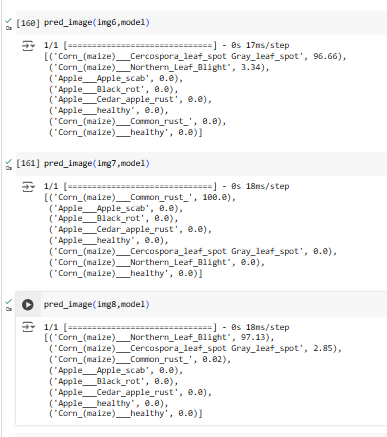 [160] pred_image(img6,model)
1/1 [==============================] - 0s 17ms/step
[('Corn_(maize)___Cercospora_leaf_spot Gray_leaf_spot', 96.66),
('Corn_(maize)___Northern_Leaf_Blight', 3.34),
('Apple___Apple_scab', 0.0),
('Apple___Black_rot', 0.0),
('Apple___Cedar_apple_rust', 0.0),
('Apple___healthy', 0.0),
('Corn_(maize)___Common_rust_', 0.0),
('Corn_(maize)___healthy', 0.0)]
[161] pred_image(img7,model)
1/1 [==============================] - 0s 18ms/step
[('Corn_(maize)___Common_rust_', 100.0),
('Apple___Apple_scab', 0.0),
('Apple___Black_rot', 0.0),
('Apple___Cedar_apple_rust', 0.0),
('Apple___healthy', 0.0),
('Corn_(maize)___Cercospora_leaf_spot Gray_leaf_spot', 0.0),
('Corn_(maize)___Northern_Leaf_Blight', 0.0),
('Corn_(maize)___healthy', 0.0)]
pred_image(img8,model)
1/1 [==============================] - 0s 18ms/step
[('Corn_(maize)___Northern_Leaf_Blight', 97.13),
('Corn_(maize)___Cercospora_leaf_spot Gray_leaf_spot', 2.85),
('Corn_(maize)___Common_rust_', 0.02),
('Apple___Apple_scab', 0.0),
('Apple___Black_rot', 0.0),
('Apple___Cedar_apple_rust', 0.0),
('Apple___healthy', 0.0),
('Corn_(maize)___healthy', 0.0)]